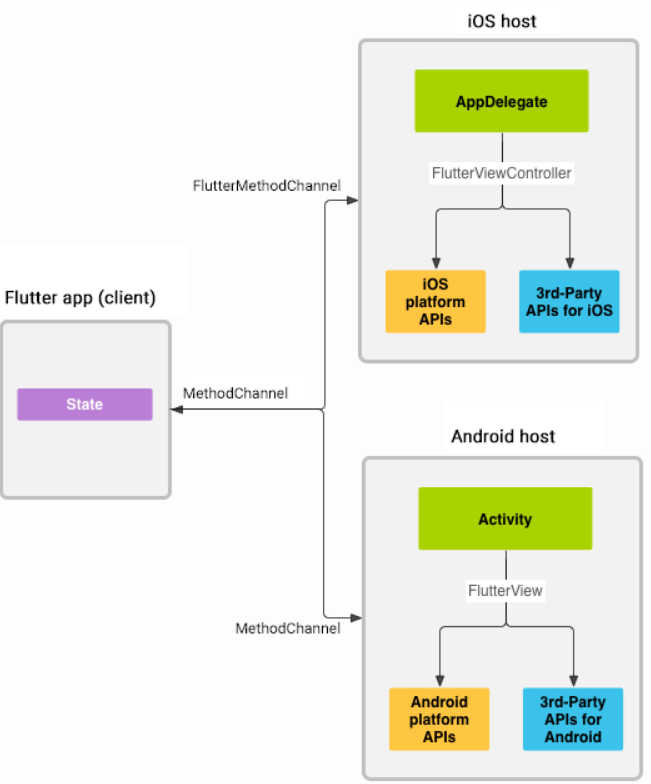 iOS host
AppDelegate
FlutterViewController
FlutterMethodChannel
iOS
platform
APIs
3rd-Party
APIs for iOS
Flutter app (client)
State
MethodChannel
Android host
Activity
FlutterView
MethodChannel
Android
platform
APIs
3rd-Party
APIs for
Android